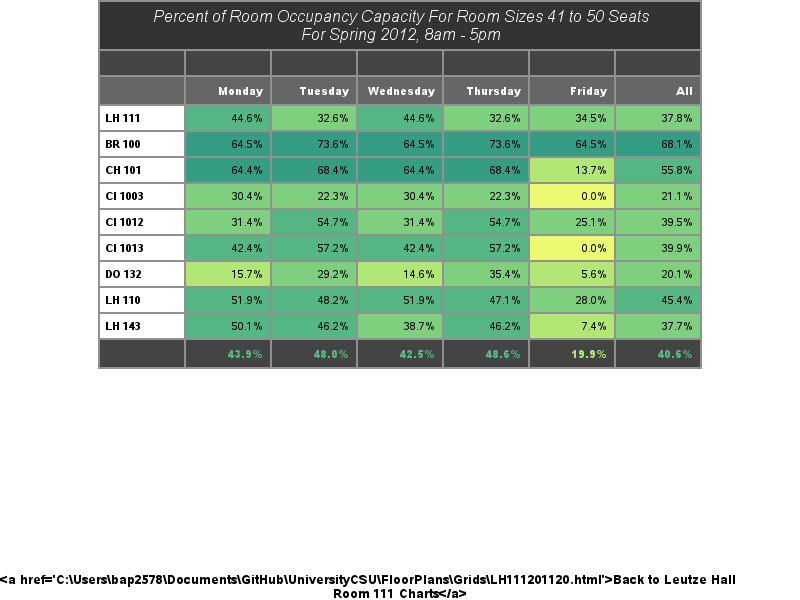 Percent of Room Occupancy Capacity For Room Sizes 41 to 50 Seats
For Spring 2012, 8am - 5pm
Monday Tuesday Wednesday Thursday Friday All
LH 111 44.6% 32.6% 44.6% 32.6% 34.5% 37.8%
BR 100 64.5% 73.6% 64.5% 73.6% 64.5% 68.1%
CH 101 64.4% 68.4% 64.4% 68.4% 13.7% 55.8%
CI 1003 30.4% 22.3% 30.4% 22.3% 0.0% 21.1%
CI 1012 31.4% 54.7% 31.4% 54.7% 25.1% 39.5%
CI 1013 42.4% 57.2% 42.4% 57.2% 0.0% 39.9%
DO 132 15.7% 29.2% 14.6% 35.4% 5.6% 20.1%
LH 110 51.9% 48.2% 51.9% 47.1% 28.0% 45.4%
LH 143 50.1% 46.2% 38.7% 46.2% 7.4% 37.7%
43.9% 48.0% 42.5% 48.6% 19.9% 40.6%
<a href='C:\Users\bap2578\Documents\GitHub\UniversityCSU\FloorPlans\Grids\LH111201120.html'>Back to Leutze Hall
Room 111 Charts</a>